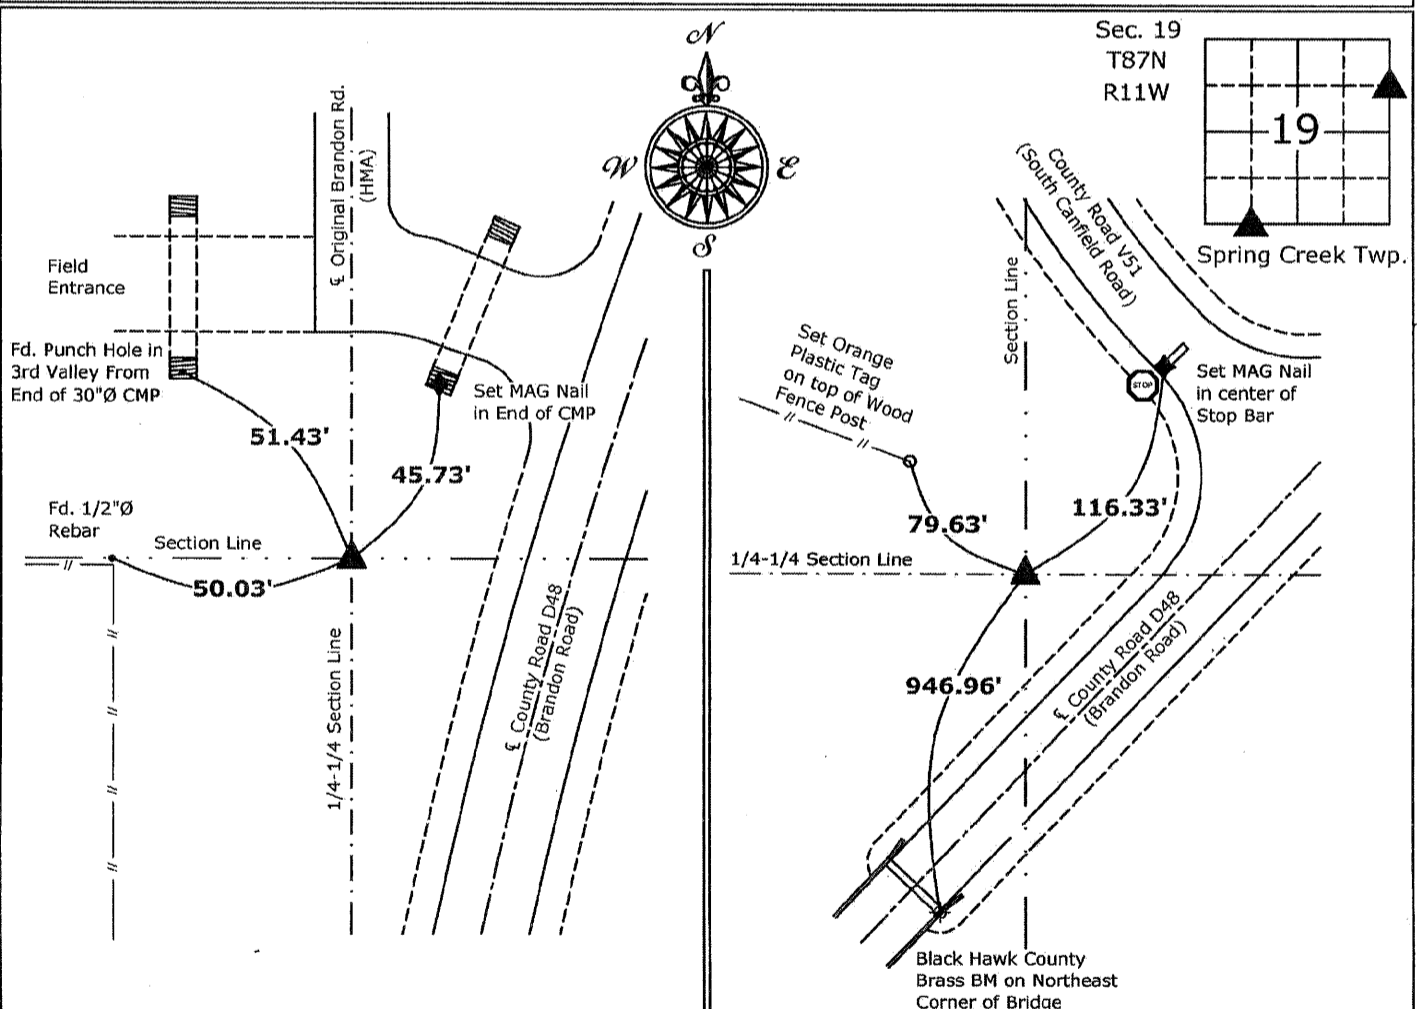 N
W
E
S
Sec. 19
T87N
R11W
19
Spring Creek Twp.
℄ Original Brandon Rd.
(HMA)
Field
Entrance
Fd. Punch Hole in
3rd Valley From
End of 30"Ø CMP
Set MAG Nail
in End of CMP
51.43'
45.73'
Fd. 1/2"Ø
Rebar
Section Line
50.03'
1/4-1/4 Section Line
℄ County Road D48
(Brandon Road)
County Road V51
(South Canfield Road)
Section Line
Set Orange
Plastic Tag
on top of Wood
Fence Post
STOP
Set MAG Nail
in center of
Stop Bar
79.63'
116.33'
1/4-1/4 Section Line
946.96'
℄ County Road D48
(Brandon Road)
Black Hawk County
Brass BM on Northeast
Corner of Bridge